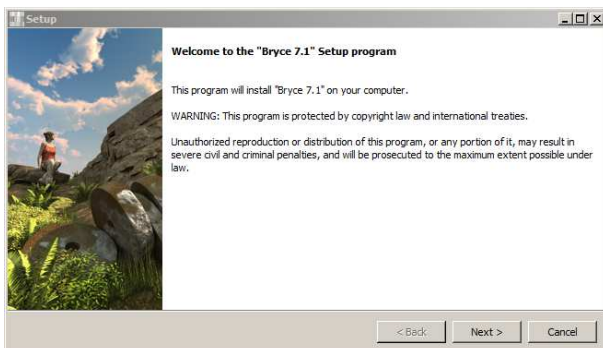 Setup
Welcome to the "Bryce 7.1" Setup program
This program will install "Bryce 7.1" on your computer.
WARNING: This program is protected by copyright law and international treaties.
Unauthorized reproduction or distribution of this program, or any portion of it, may result in
severe civil and criminal penalties, and will be prosecuted to the maximum extent possible under
law.
< Back Next > Cancel